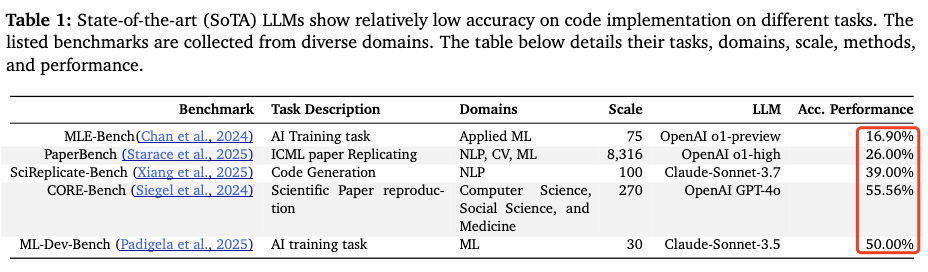 Table 1: State-of-the-art (SoTA) LLMs show relatively low accuracy on code implementation on different tasks. The
listed benchmarks are collected from diverse domains. The table below details their tasks, domains, scale, methods,
and performance.
Benchmark Task Description Domains Scale LLM Acc. Performance
MLE-Bench(Chan et al., 2024) AI Training task Applied ML 75 OpenAI o1-preview 16.90%
PaperBench (Starace et al., 2025) ICML paper Replicating NLP, CV, ML 8,316 OpenAI o1-high 26.00%
SciReplicate-Bench (Xiang et al., 2025) Code Generation NLP 100 Claude-Sonnet-3.7 39.00%
CORE-Bench (Siegel et al., 2024) Scientific Paper reproduc- Computer Science, 270 OpenAI GPT-4o 55.56%
tion Social Science, and
Medicine
ML-Dev-Bench (Padigela et al., 2025) AI training task ML 30 Claude-Sonnet-3.5 50.00%